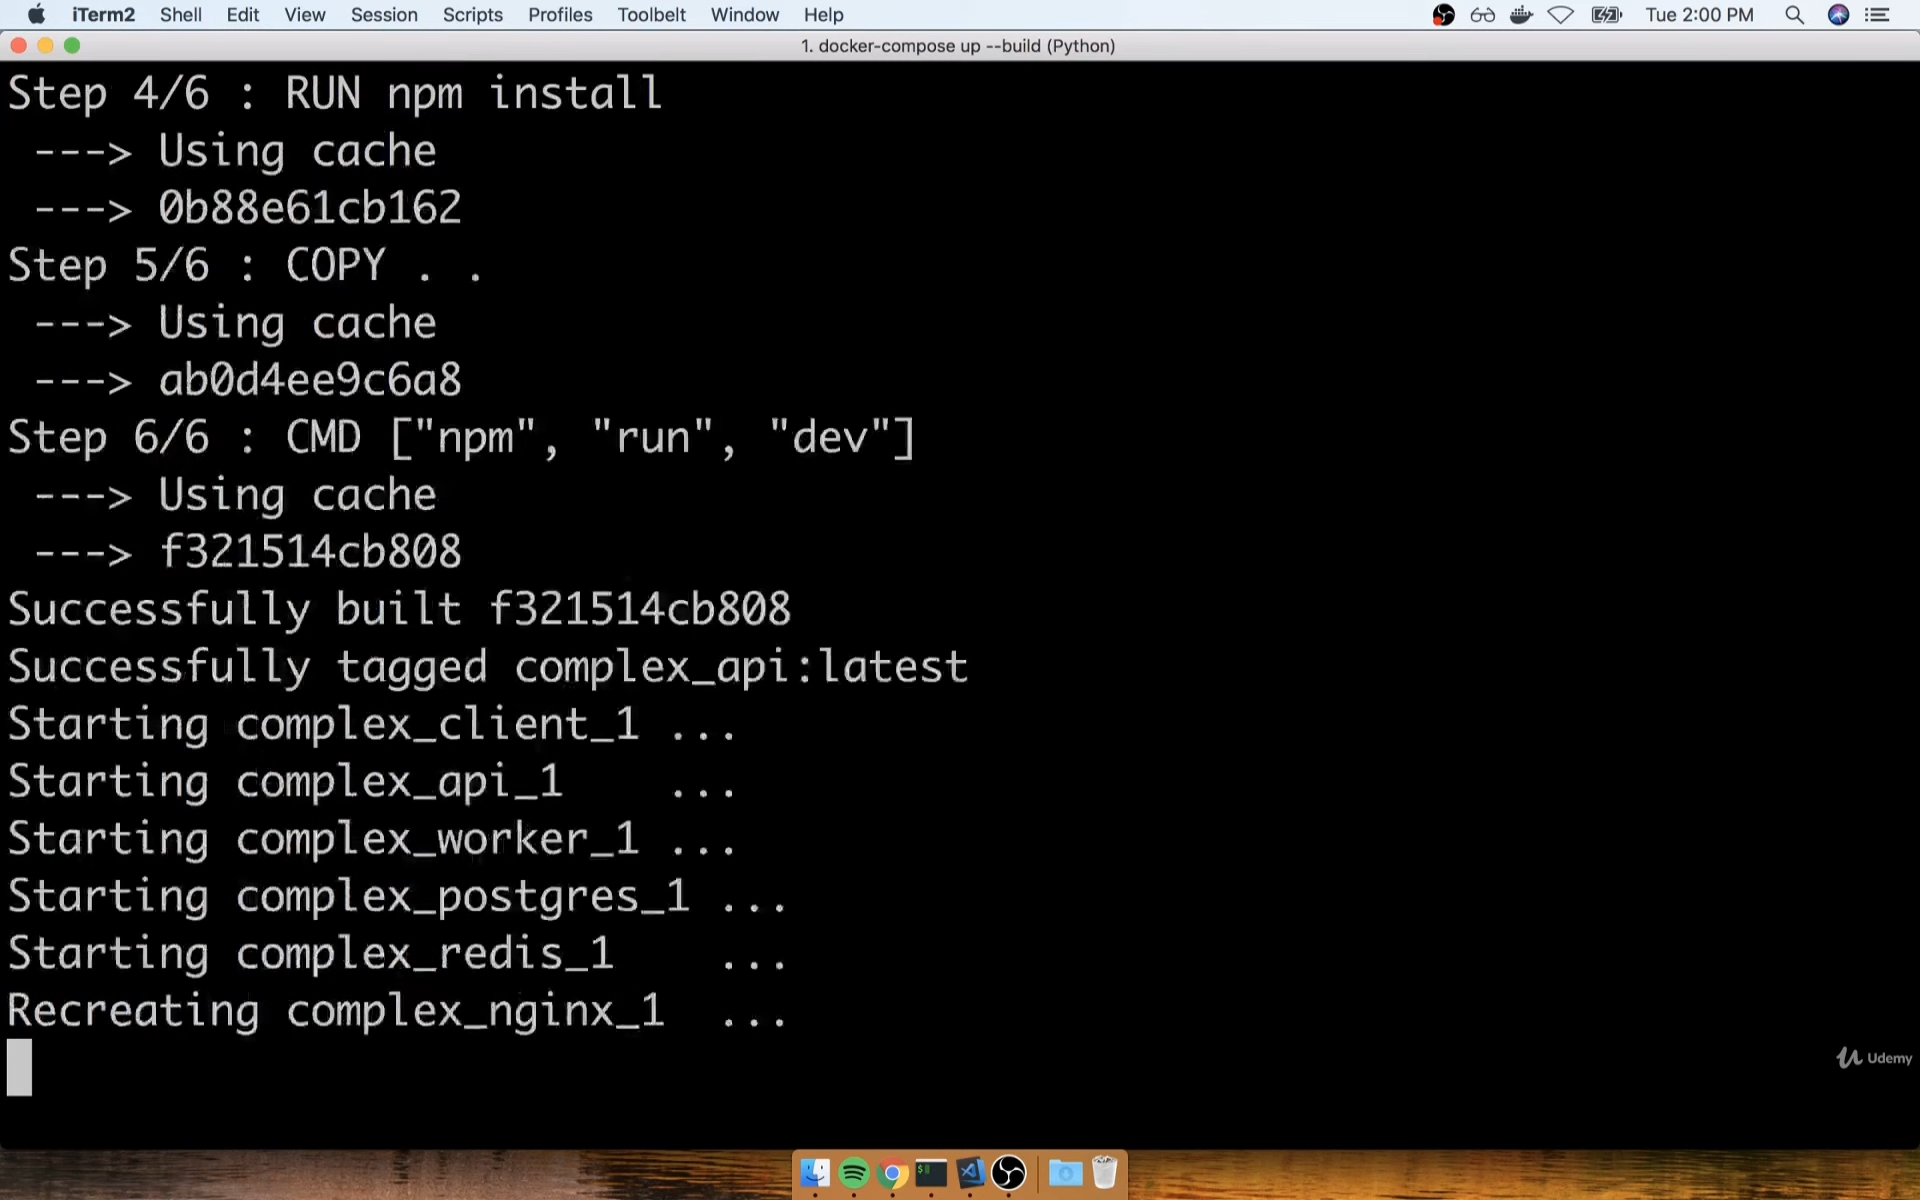 iTerm2 Shell Edit View Session Scripts Profiles Toolbelt Window Help Tue 2:00 PM
1. docker-compose up --build (Python)
Step 4/6 : RUN npm install
 ---> Using cache
 ---> 0b88e61cb162
Step 5/6 : COPY . .
 ---> Using cache
 ---> ab0d4ee9c6a8
Step 6/6 : CMD ["npm", "run", "dev"]
 ---> Using cache
 ---> f321514cb808
Successfully built f321514cb808
Successfully tagged complex_api:latest
Starting complex_client_1 ...
Starting complex_api_1    ...
Starting complex_worker_1 ...
Starting complex_postgres_1 ...
Starting complex_redis_1    ...
Recreating complex_nginx_1  ...
Udemy